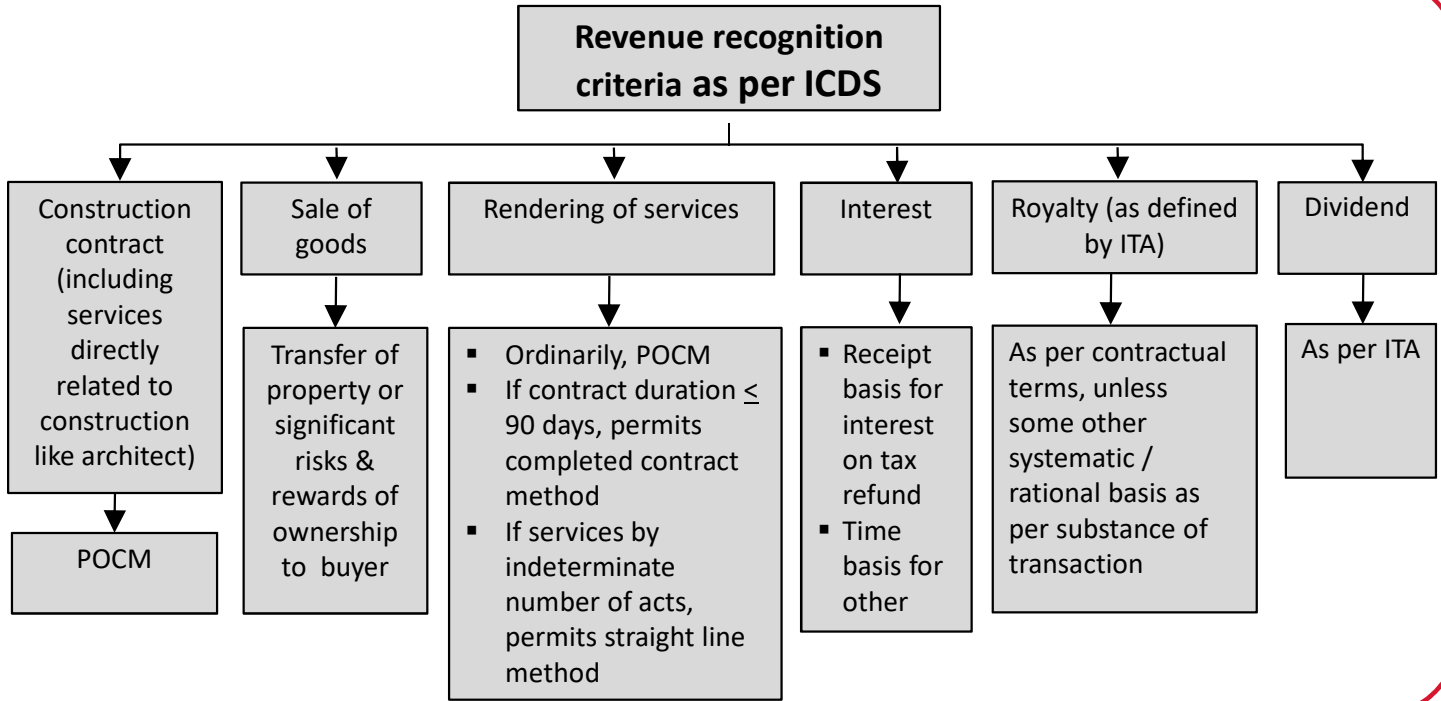 Revenue recognition
criteria as per ICDS
Construction
contract
(including
services
directly
related to
construction
like architect)
POCM
Sale of
goods
Transfer of
property or
significant
risks &
rewards of
ownership
to buyer
Rendering of services
▪ Ordinarily, POCM
▪ If contract duration ≤
90 days, permits
completed contract
method
▪ If services by
indeterminate
number of acts,
permits straight line
method
Interest
▪ Receipt
basis for
interest
on tax
refund
▪ Time
basis for
other
Royalty (as defined
by ITA)
As per contractual
terms, unless
some other
systematic /
rational basis as
per substance of
transaction
Dividend
As per ITA